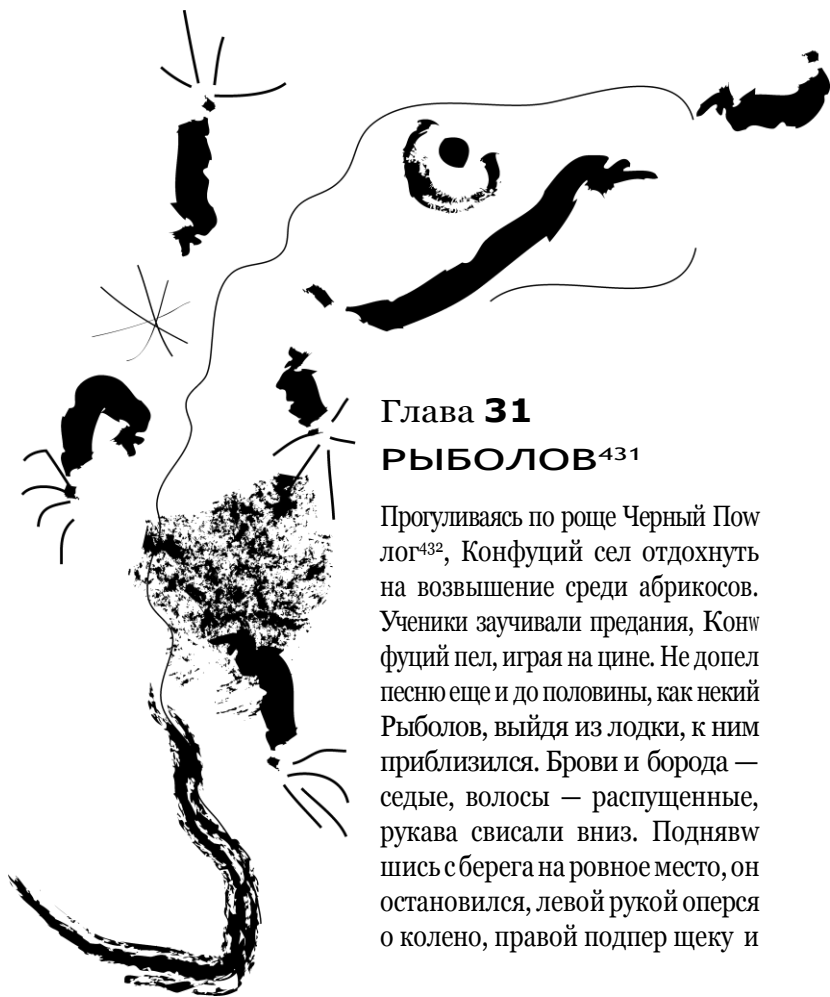 Глава 31
РЫБОЛОВ⁴³¹
Прогуливаясь по роще Черный Поw
лог⁴³², Конфуций сел отдохнуть
на возвышение среди абрикосов.
Ученики заучивали предания, Конw
фуций пел, играя на цине. Не допел
песню еще и до половины, как некий
Рыболов, выйдя из лодки, к ним
приблизился. Брови и борода —
седые, волосы — распущенные,
рукава свисали вниз. Поднявw
шись с берега на ровное место, он
остановился, левой рукой оперся
о колено, правой подпер щеку и